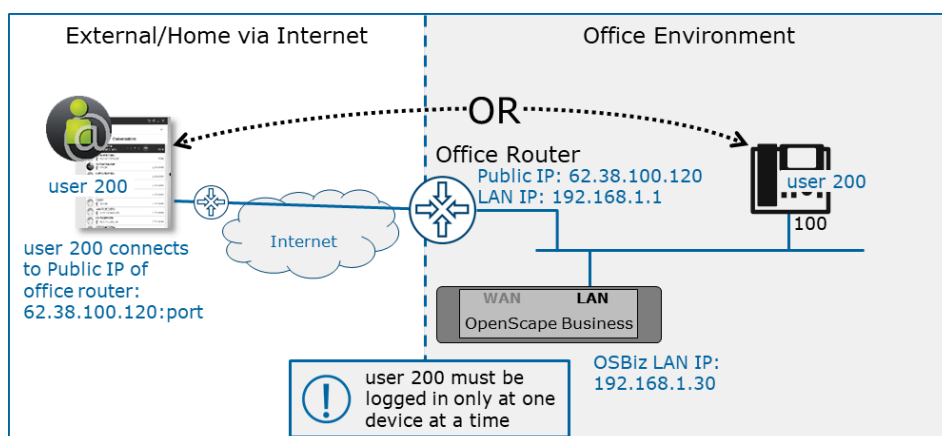 External/Home via Internet
Office Environment
OR
user 200
Office Router
Public IP: 62.38.100.120
LAN IP: 192.168.1.1
user 200
100
Internet
user 200 connects
to Public IP of
office router:
62.38.100.120:port
WAN LAN
OpenScape Business
OSBiz LAN IP:
192.168.1.30
user 200 must be
logged in only at one
device at a time